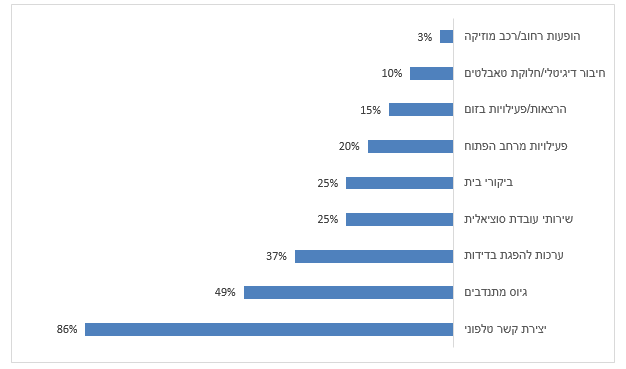 הופעות רחוב/רכב מוזיקה 3%
חיבור דיגיטלי/חלוקת טאבלטים 10%
הרצאות/פעילויות בזום 15%
פעילויות מרחב הפתוח 20%
ביקורי בית 25%
שירותי עובדת סוציאלית 25%
ערכות להפגת בדידות 37%
גיוס מתנדבים 49%
יצירת קשר טלפוני 86%